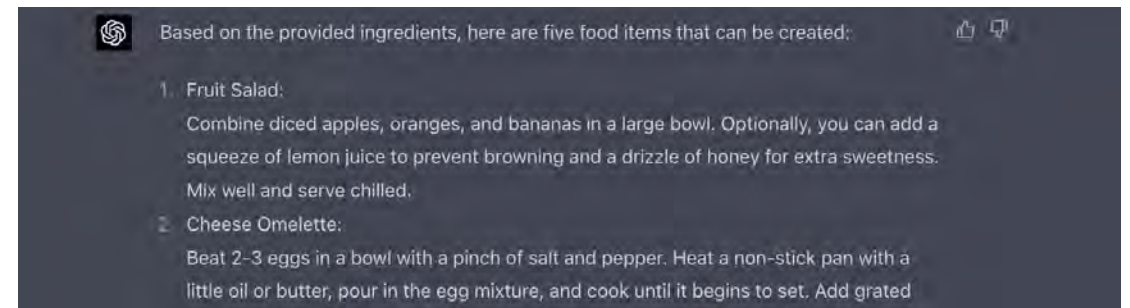 Based on the provided ingredients, here are five food items that can be created:
1. Fruit Salad:
Combine diced apples, oranges, and bananas in a large bowl. Optionally, you can add a
squeeze of lemon juice to prevent browning and a drizzle of honey for extra sweetness.
Mix well and serve chilled.
2. Cheese Omelette:
Beat 2-3 eggs in a bowl with a pinch of salt and pepper. Heat a non-stick pan with a
little oil or butter, pour in the egg mixture, and cook until it begins to set. Add grated